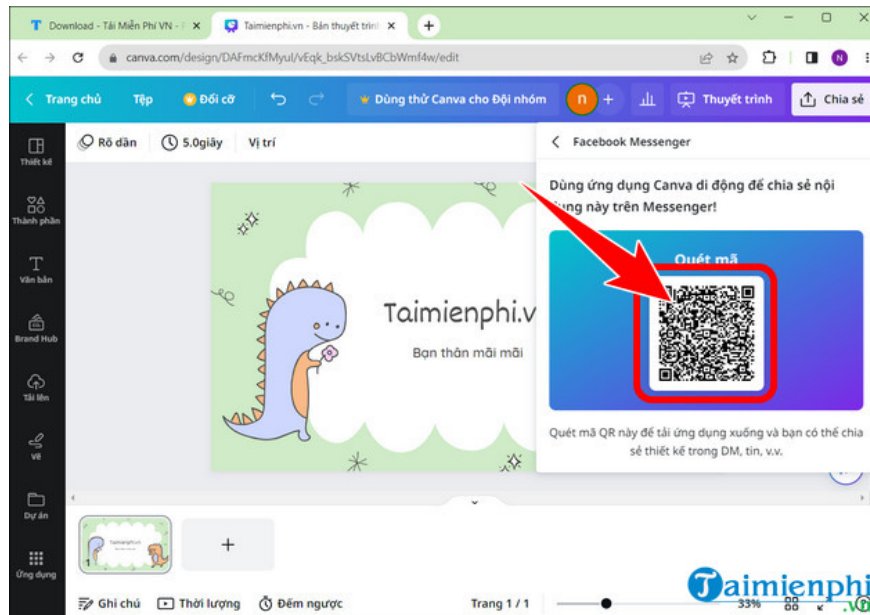 Download - Tải Miễn Phí VN - P
Taimienphi.vn - Bản thuyết trình
canva.com/design/DAFmcKfMyuI/vEqk_bskSVtsLvBCbWmf4w/edit
Trang chủ Tệp Đổi cỡ Dùng thử Canva cho Đội nhóm n + Thuyết trình Chia sẻ
Rõ dần 5.0giây Vị trí
Thiết kế
Thành phần
Văn bản
Brand Hub
Tải lên
Vẽ
Dự án
Ứng dụng
Taimienphi.v
Bạn thân mãi mãi
Facebook Messenger
Dùng ứng dụng Canva di động để chia sẻ nội
dung này trên Messenger!
Quét mã
Quét mã QR này để tải ứng dụng xuống và bạn có thể chia
sẻ thiết kế trong DM, tin, v.v.
1
Ghi chú Thời lượng Đếm ngược Trang 1 / 1 33%
Taimienphi
.vn